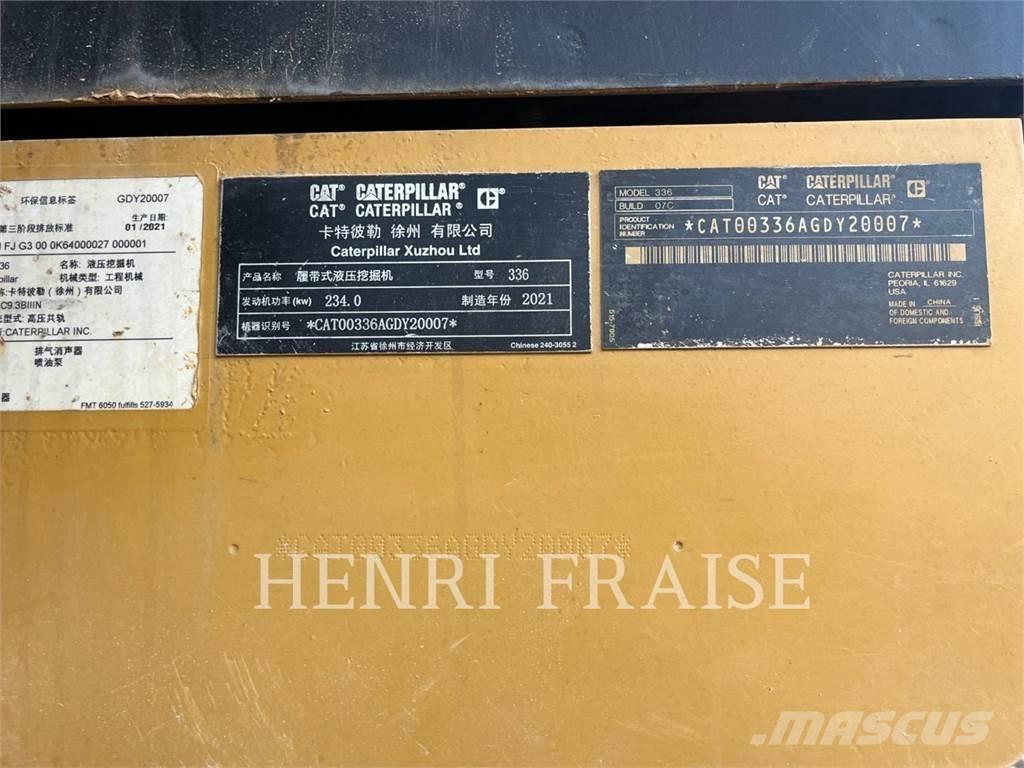 环保信息标签 GDY20007
第三阶段排放标准 生产日期: 01/2021
FJ G3 00 0K64000027 000001
36 名称: 液压挖掘机
pillar 机械类型: 工程机械
卡特彼勒(徐州)有限公司
C9.3BIIIN
型式: 高压共轨
:CATERPILLAR INC.
排气消声器
喷油泵
器
FMT 6050 fulfills 527-5934
CAT® CATERPILLAR®
CAT® CATERPILLAR®
卡特彼勒 徐州 有限公司
Caterpillar Xuzhou Ltd
产品名称 履带式液压挖掘机 型号 336
发动机功率(kw) 234.0 制造年份 2021
机器识别号 *CAT00336AGDY20007*
江苏省徐州市经济开发区 Chinese 240-3055 2
MODEL 336
BUILD 07C
CAT® CATERPILLAR®
CAT® CATERPILLAR®
PRODUCT IDENTIFICATION NUMBER *CAT00336AGDY20007*
CATERPILLAR INC.
PEORIA, IL 61629
USA
MADE IN CHINA
OF DOMESTIC AND
FOREIGN COMPONENTS
515-7905
*CAT00336AGDY20007*
HENRI FRAISE
MASCUS